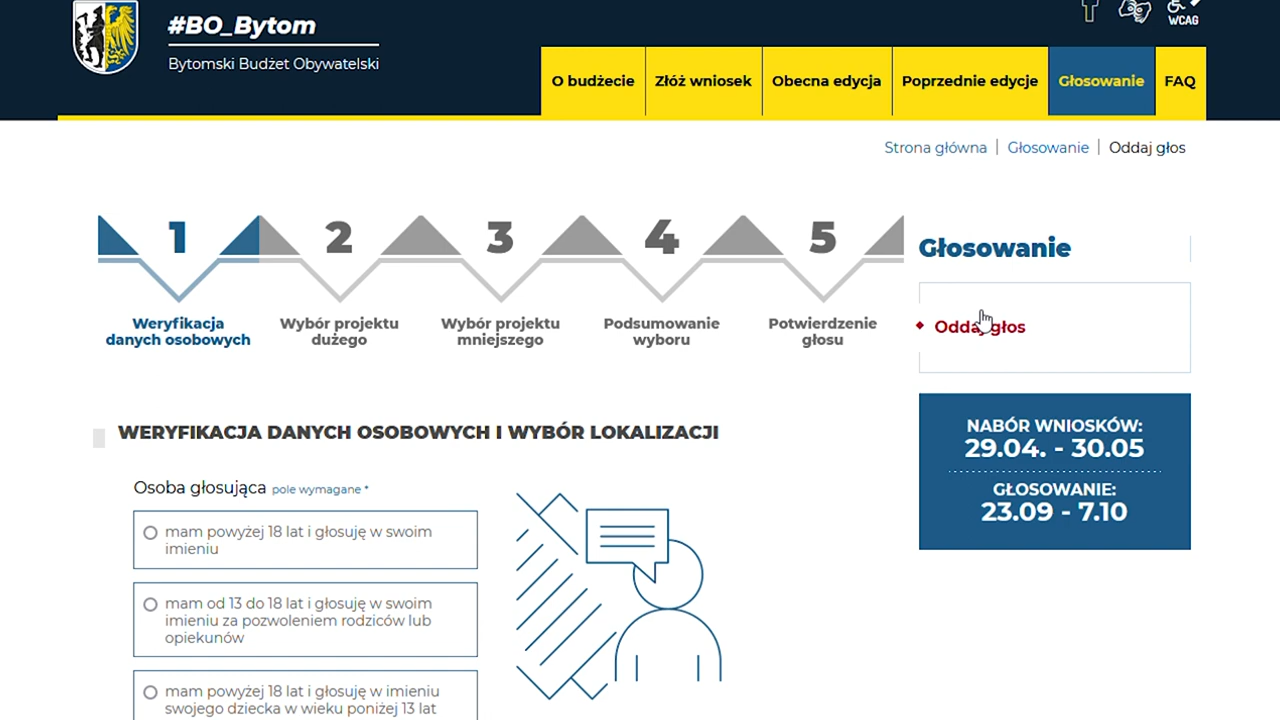 #BO_Bytom
Bytomski Budżet Obywatelski
WCAG
O budżecie
Złóż wniosek
Obecna edycja
Poprzednie edycje
Głosowanie
FAQ
Strona główna | Głosowanie | Oddaj głos
1
2
3
4
5
Weryfikacja
danych osobowych
Wybór projektu
dużego
Wybór projektu
mniejszego
Podsumowanie
wyboru
Potwierdzenie
głosu
Głosowanie
Oddaj głos
NABÓR WNIOSKÓW:
29.04. - 30.05
GŁOSOWANIE:
23.09 - 7.10
WERYFIKACJA DANYCH OSOBOWYCH I WYBÓR LOKALIZACJI
Osoba głosująca pole wymagane *
mam powyżej 18 lat i głosuję w swoim
imieniu
mam od 13 do 18 lat i głosuję w swoim
imieniu za pozwoleniem rodziców lub
opiekunów
mam powyżej 18 lat i głosuję w imieniu
swojego dziecka w wieku poniżej 13 lat